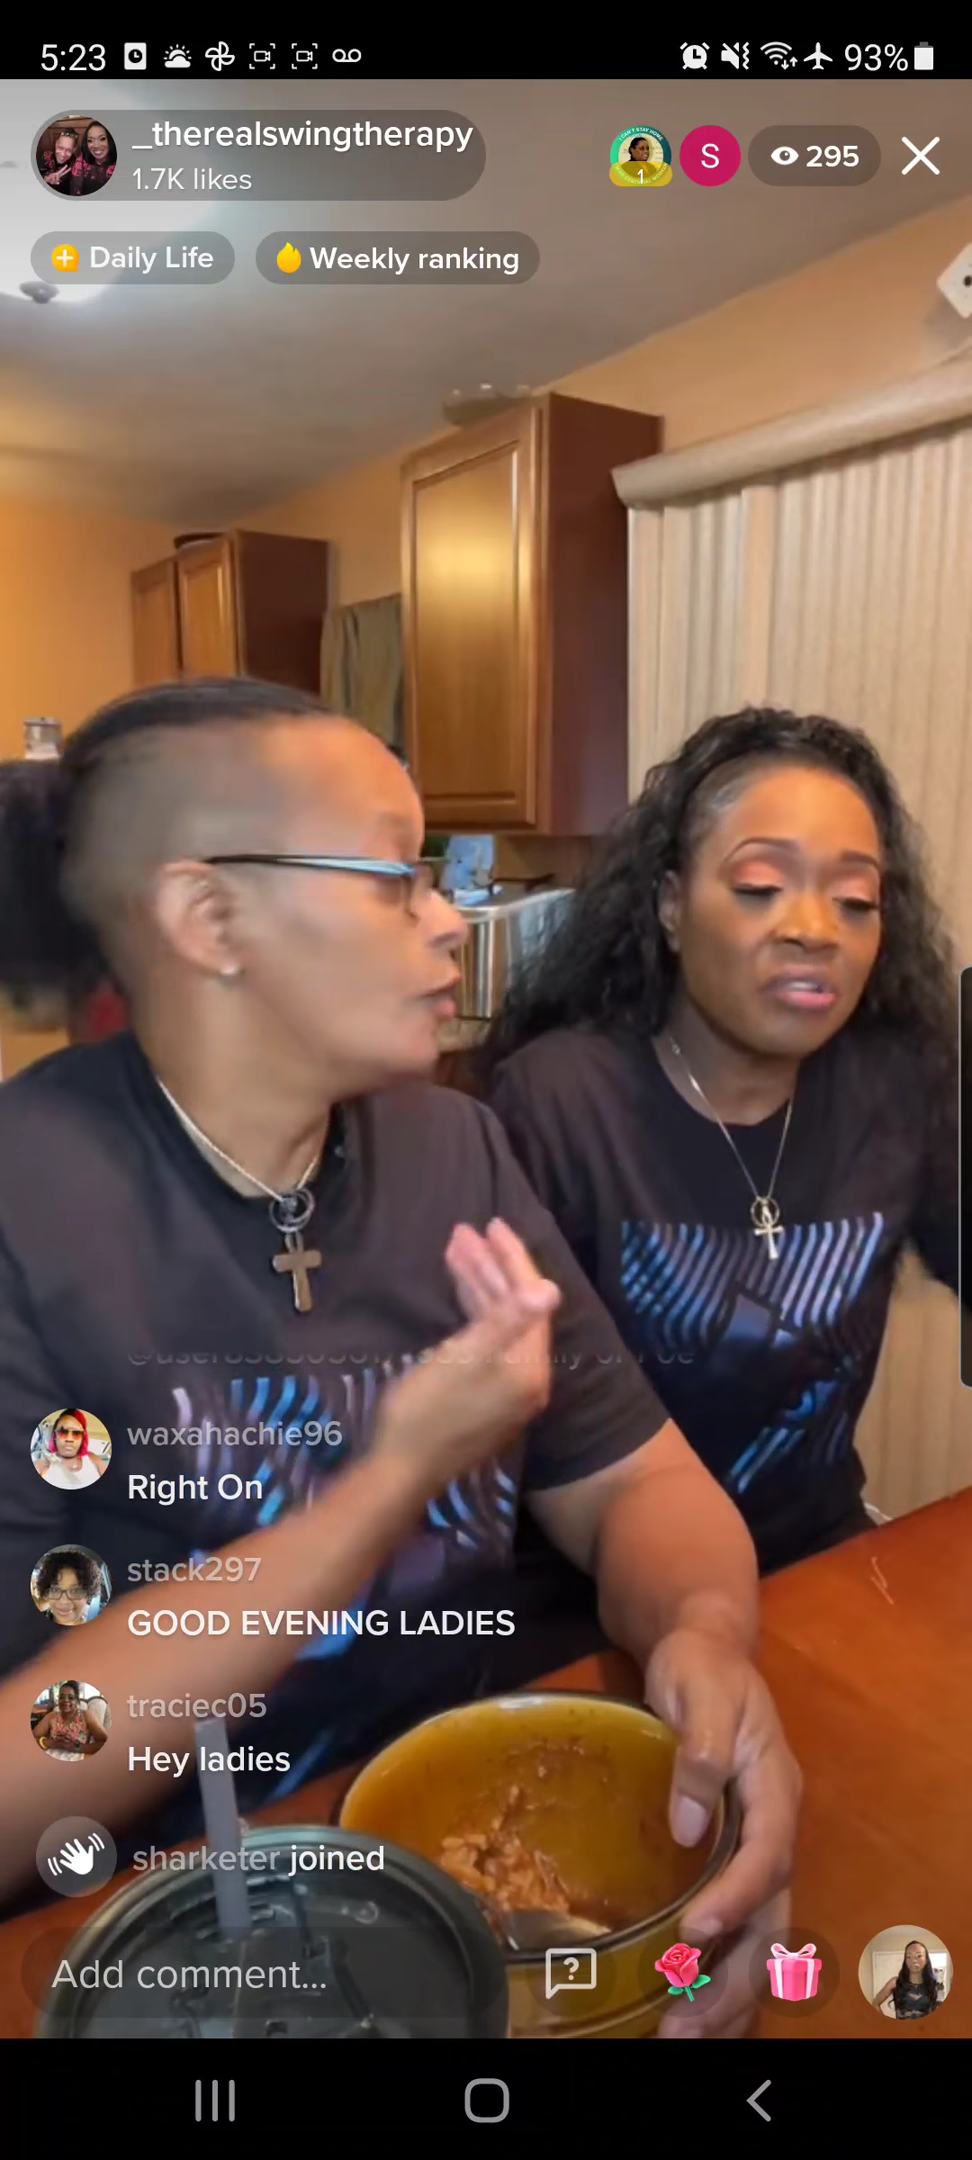 5:23
93%
_therealswingtherapy
1.7K likes
S
295
1
Daily Life
Weekly ranking
waxahachie96
Right On
stack297
GOOD EVENING LADIES
traciec05
Hey ladies
sharketer joined
Add comment...